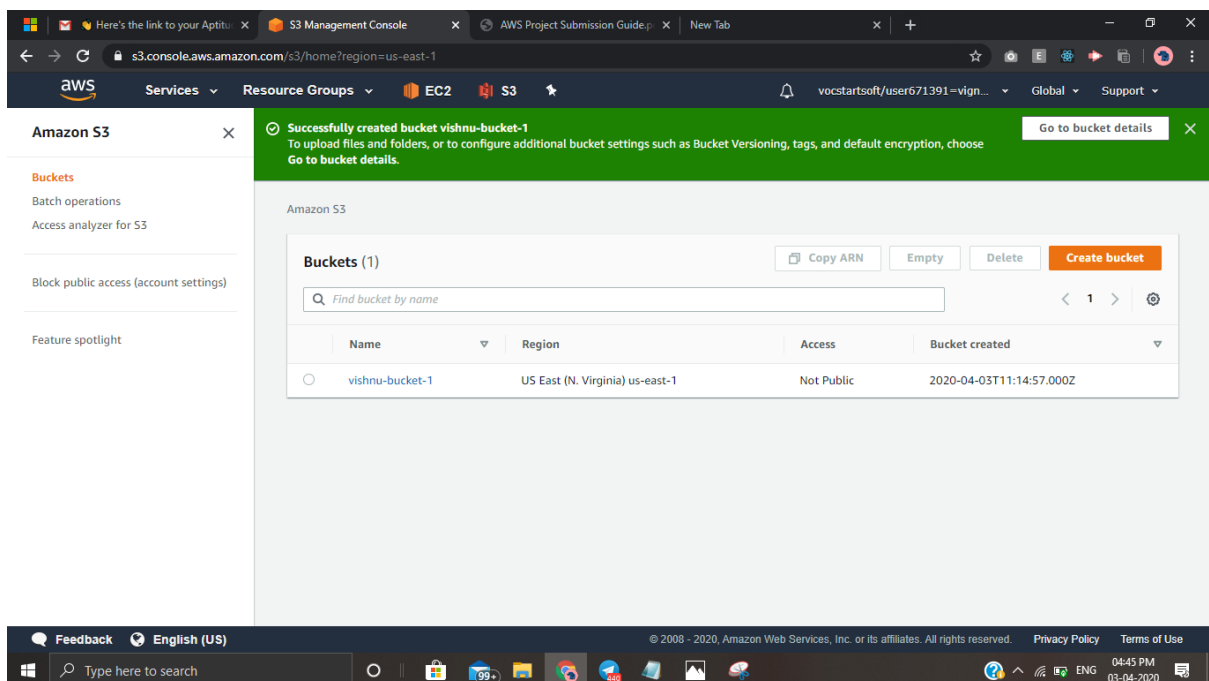 Here's the link to your Aptitu
S3 Management Console
AWS Project Submission Guide.p
New Tab
s3.console.aws.amazon.com/s3/home?region=us-east-1
E
aws
Services
Resource Groups
EC2
S3
vocstartsoft/user671391=vign...
Global
Support
Amazon S3
Successfully created bucket vishnu-bucket-1
To upload files and folders, or to configure additional bucket settings such as Bucket Versioning, tags, and default encryption, choose
Go to bucket details.
Go to bucket details
Buckets
Batch operations
Access analyzer for S3
Block public access (account settings)
Feature spotlight
Amazon S3
Buckets (1)
Copy ARN
Empty
Delete
Create bucket
Find bucket by name
1
Name
Region
Access
Bucket created
vishnu-bucket-1
US East (N. Virginia) us-east-1
Not Public
2020-04-03T11:14:57.000Z
Feedback
English (US)
© 2008 - 2020, Amazon Web Services, Inc. or its affiliates. All rights reserved.
Privacy Policy
Terms of Use
Type here to search
99+
440
ENG
04:45 PM
03-04-2020